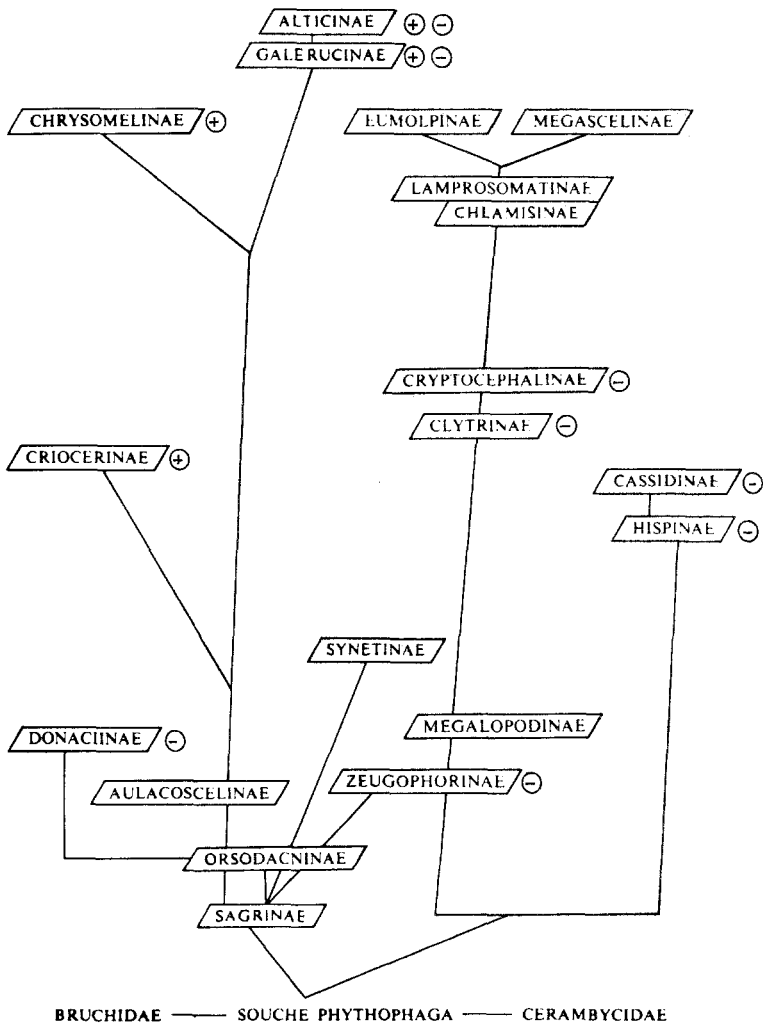 ALTICINAE ⊕ ⊖
GALERUCINAE ⊕ ⊖
CHRYSOMELINAE ⊕
EUMOLPINAE MEGASCELINAE
LAMPROSOMATINAE
CHLAMISINAE
CRYPTOCEPHALINAE ⊖
CLYTRINAE ⊖
CRIOCERINAE ⊕
CASSIDINAE ⊖
HISPINAE ⊖
SYNETINAE
MEGALOPODINAE
DONACIINAE ⊖
ZEUGOPHORINAE ⊖
AULACOSCELINAE
ORSODACNINAE
SAGRINAE
BRUCHIDAE — SOUCHE PHYTHOPHAGA — CERAMBYCIDAE